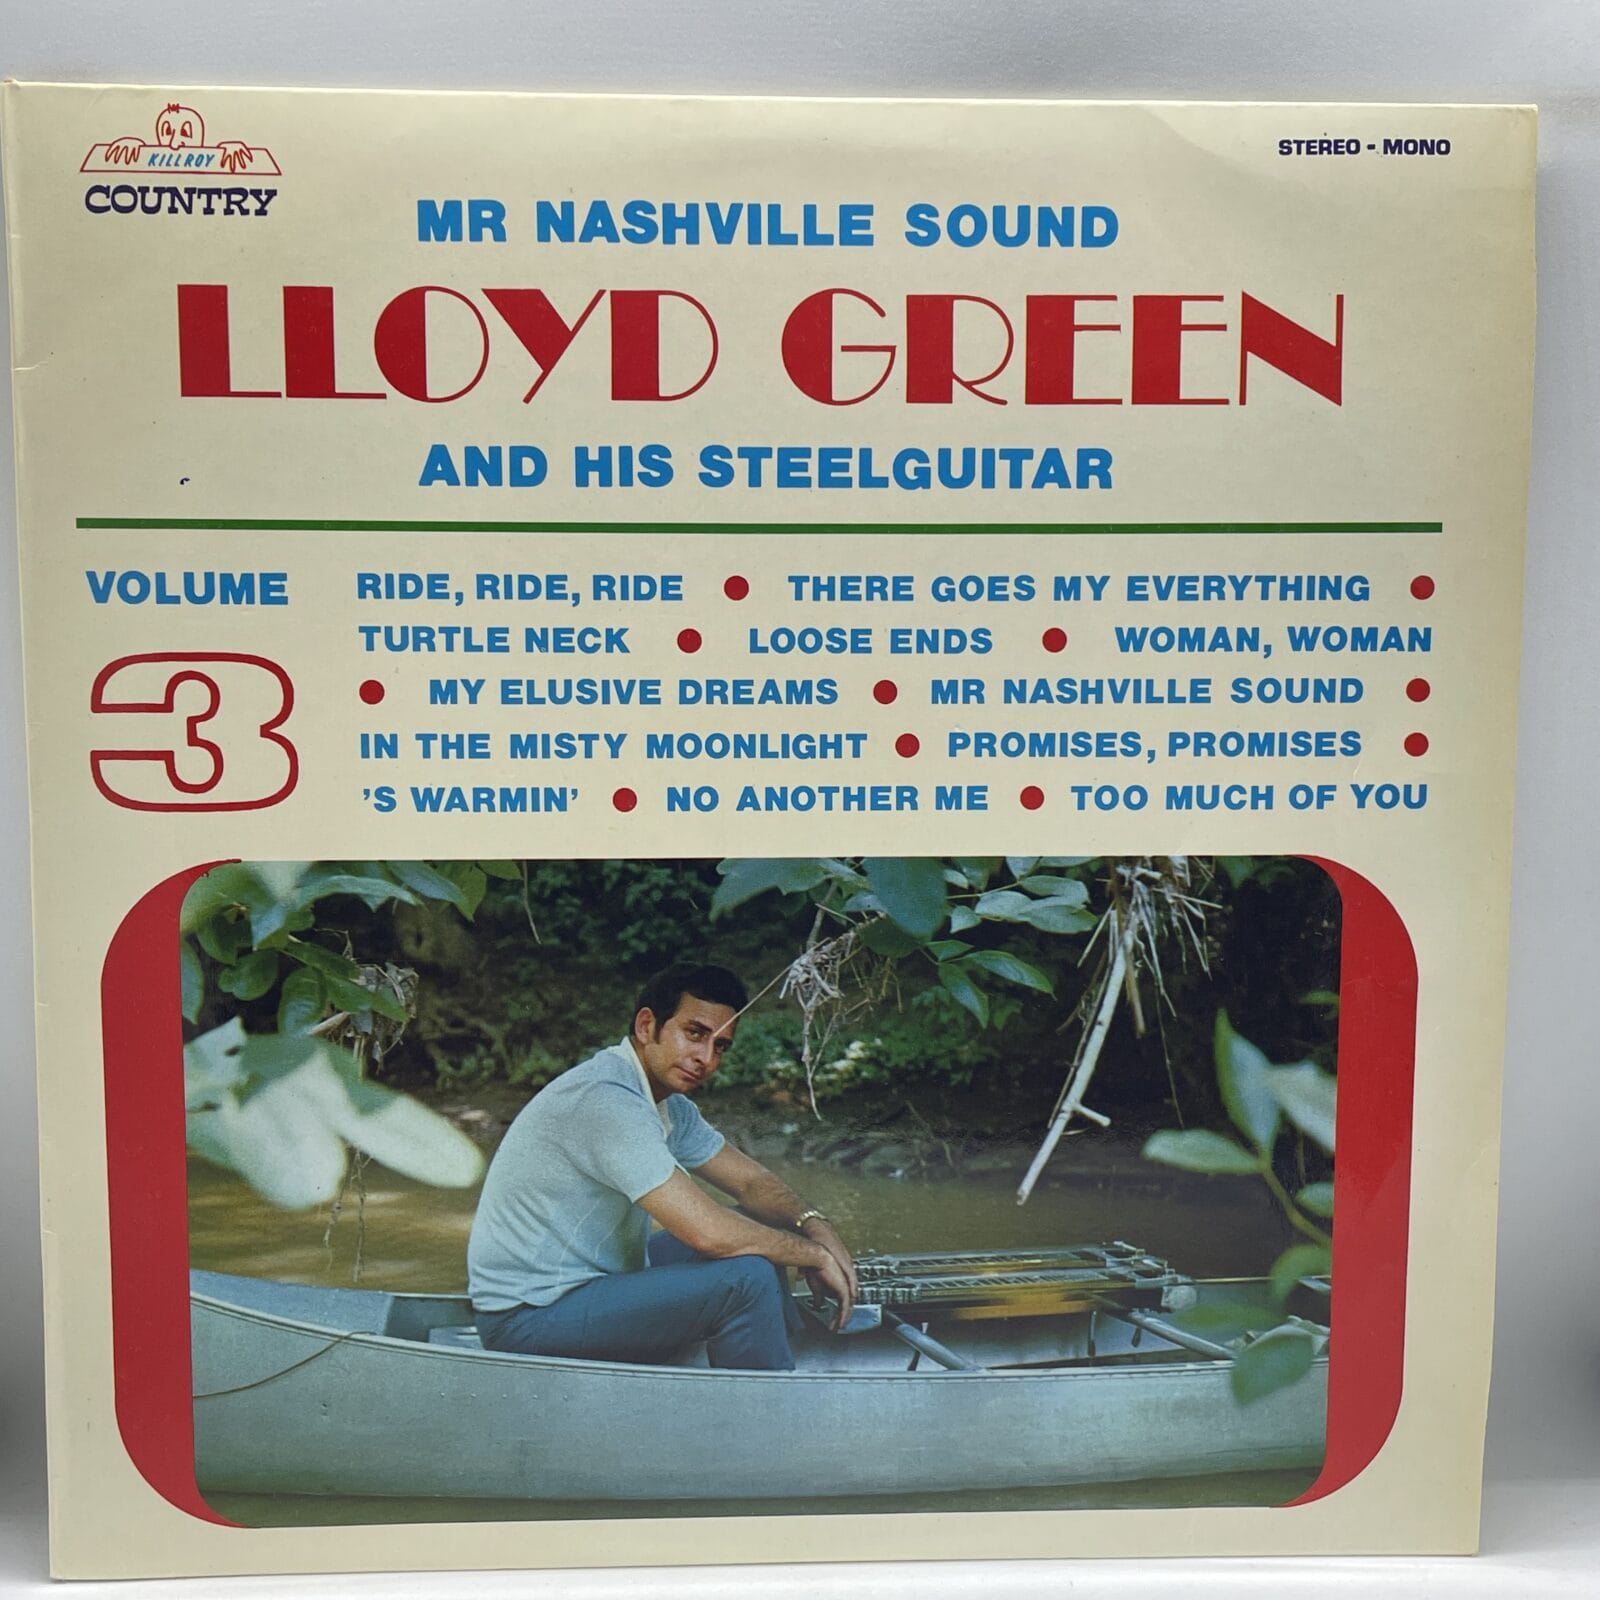 KILLROY
COUNTRY
STEREO - MONO
MR NASHVILLE SOUND
LLOYD GREEN
AND HIS STEELGUITAR
VOLUME
3
RIDE, RIDE, RIDE ● THERE GOES MY EVERYTHING ●
TURTLE NECK ● LOOSE ENDS ● WOMAN, WOMAN
● MY ELUSIVE DREAMS ● MR NASHVILLE SOUND ●
IN THE MISTY MOONLIGHT ● PROMISES, PROMISES ●
'S WARMIN' ● NO ANOTHER ME ● TOO MUCH OF YOU